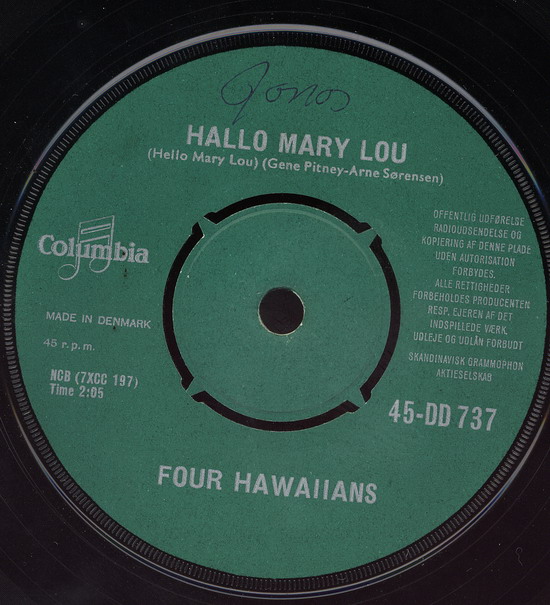 Jonos
HALLO MARY LOU
(Hello Mary Lou) (Gene Pitney-Arne Sørensen)
Columbia
MADE IN DENMARK
45 r.p.m.
NCB (7XCC 197)
Time 2:05
OFFENTLIG UDFØRELSE
RADIOUDSENDELSE OG
KOPIERING AF DENNE PLADE
UDEN AUTORISATION
FORBYDES.
ALLE RETTIGHEDER
FORBEHOLDES PRODUCENTEN
RESP. EJEREN AF DET
INDSPILLEDE VÆRK.
UDLEJE OG UDLÅN FORBUDT
SKANDINAVISK GRAMMOPHON
AKTIESELSKAB
45-DD 737
FOUR HAWAIIANS